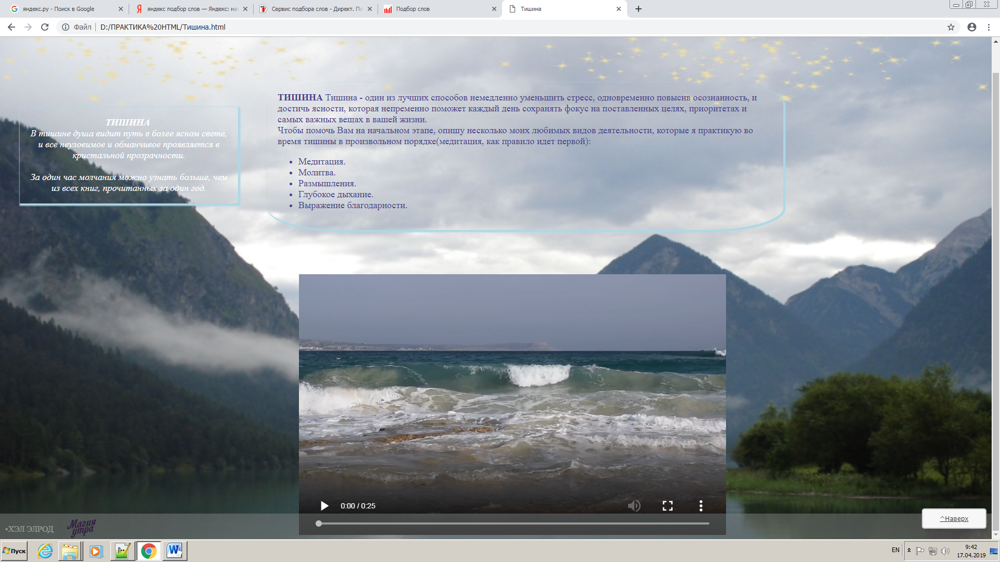 яндекс.ру - Поиск в Google
яндекс подбор слов — Яндекс: на
Сервис подбора слов - Директ. По
Подбор слов
Тишина
Файл
D:/ПРАКТИКА%20HTML/Тишина.html
ТИШИНА
В тишине душа видит путь в более ясном свете,
и все неуловимое и обманчивое проявляется в
кристальной прозрачности.
За один час молчания можно узнать больше, чем
из всех книг, прочитанных за один год.
ТИШИНА Тишина - один из лучших способов немедленно уменьшить стресс, одновременно повысив осознанность, и
достичь ясности, которая непременно поможет каждый день сохранять фокус на поставленных целях, приоритетах и
самых важных вещах в вашей жизни.
Чтобы помочь Вам на начальном этапе, опишу несколько моих любимых видов деятельности, которые я практикую во
время тишины в произвольном порядке(медитация, как правило идет первой):
• Медитация.
• Молитва.
• Размышления.
• Глубокое дыхание.
• Выражение благодарности.
0:00 / 0:25
•ХЭЛ ЭЛРОД
Магия
утра
^Наверх
Пуск
EN
9:42
17.04.2019